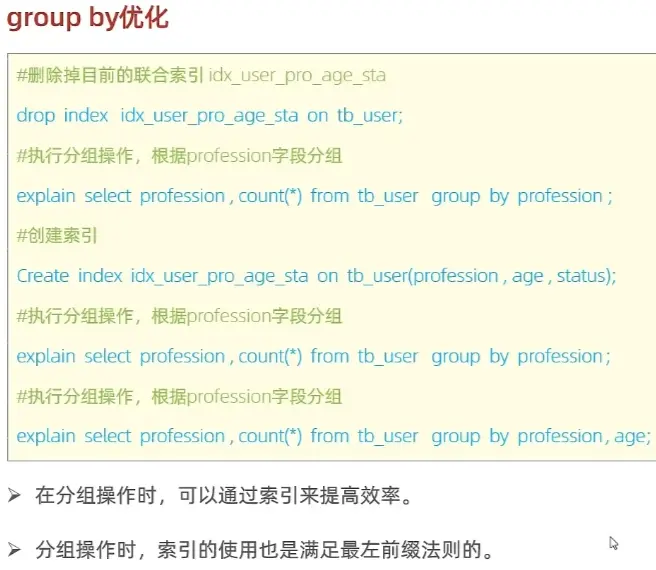 group by优化
#删除掉目前的联合索引 idx_user_pro_age_sta
drop index idx_user_pro_age_sta on tb_user;
#执行分组操作，根据profession字段分组
explain select profession , count(*) from tb_user group by profession ;
#创建索引
Create index idx_user_pro_age_sta on tb_user(profession , age , status);
#执行分组操作，根据profession字段分组
explain select profession , count(*) from tb_user group by profession ;
#执行分组操作，根据profession字段分组
explain select profession , count(*) from tb_user group by profession , age;
➢ 在分组操作时，可以通过索引来提高效率。
➢ 分组操作时，索引的使用也是满足最左前缀法则的。